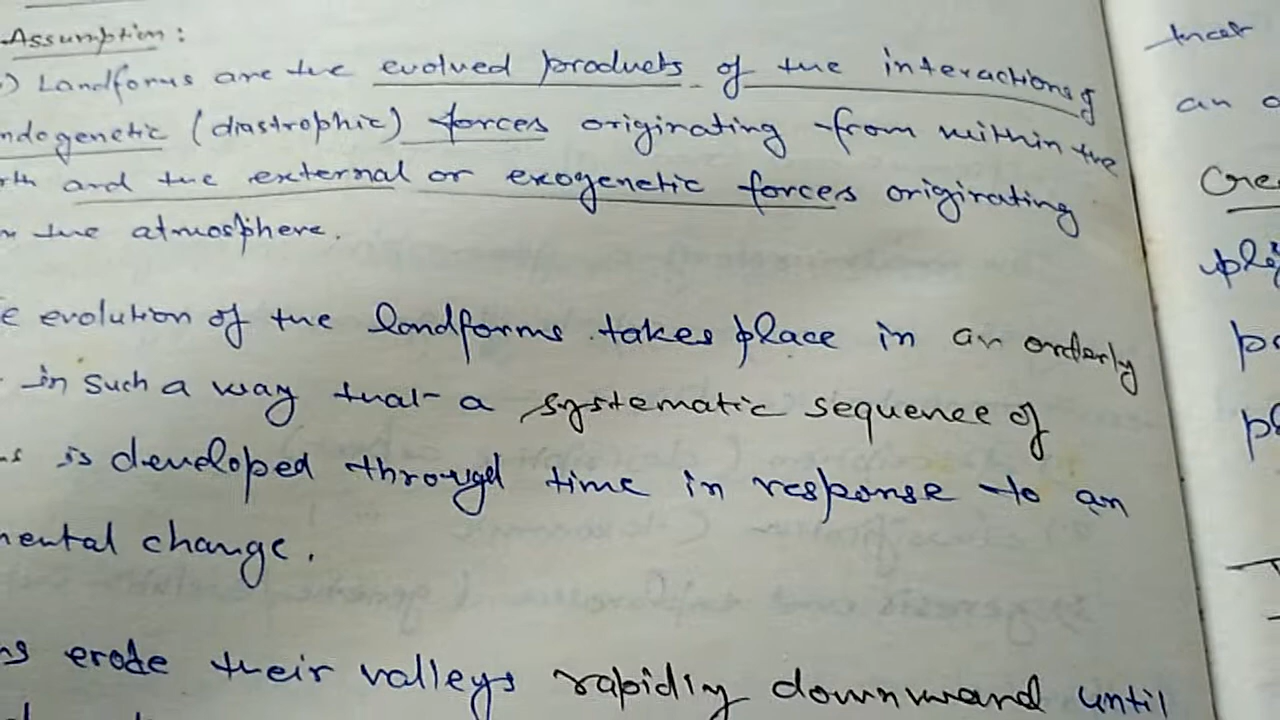 Assumption:
) Landforms are the evolved products of the interactions of
ndogenetic (diastrophic) forces originating from within the
rth and the external or exogenetic forces originating
the atmosphere.
e evolution of the landforms takes place in an orderly
in such a way that a systematic sequence of
is developed through time in response to an
mental change.
ns erode their valleys rapidly downward until
an